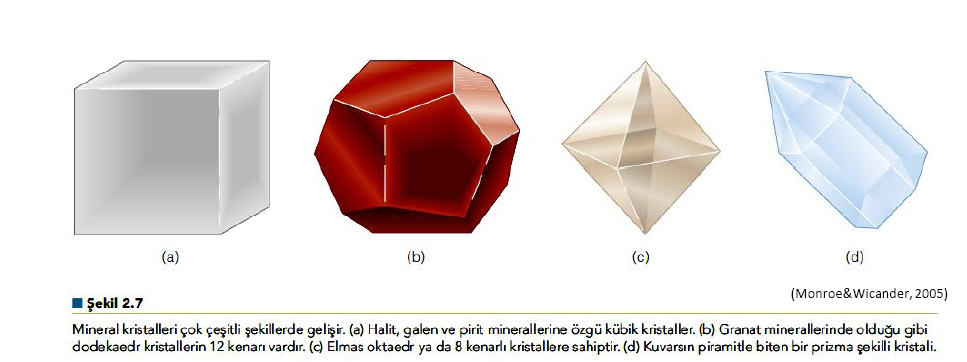 (a) (b) (c) (d)
(Monroe&Wicander, 2005)
Şekil 2.7
Mineral kristalleri çok çeşitli şekillerde gelişir. (a) Halit, galen ve pirit minerallerine özgü kübik kristaller. (b) Granat minerallerinde olduğu gibi
dodekaedr kristallerin 12 kenarı vardır. (c) Elmas oktaedr ya da 8 kenarlı kristallere sahiptir. (d) Kuvarsın piramitle biten bir prizma şekilli kristali.